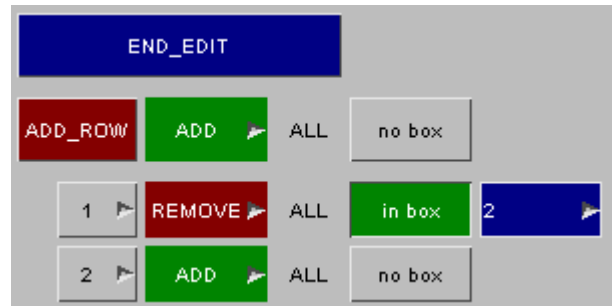 END_EDIT
ADD_ROW ADD ALL no box
1 REMOVE ALL in box 2
2 ADD ALL no box